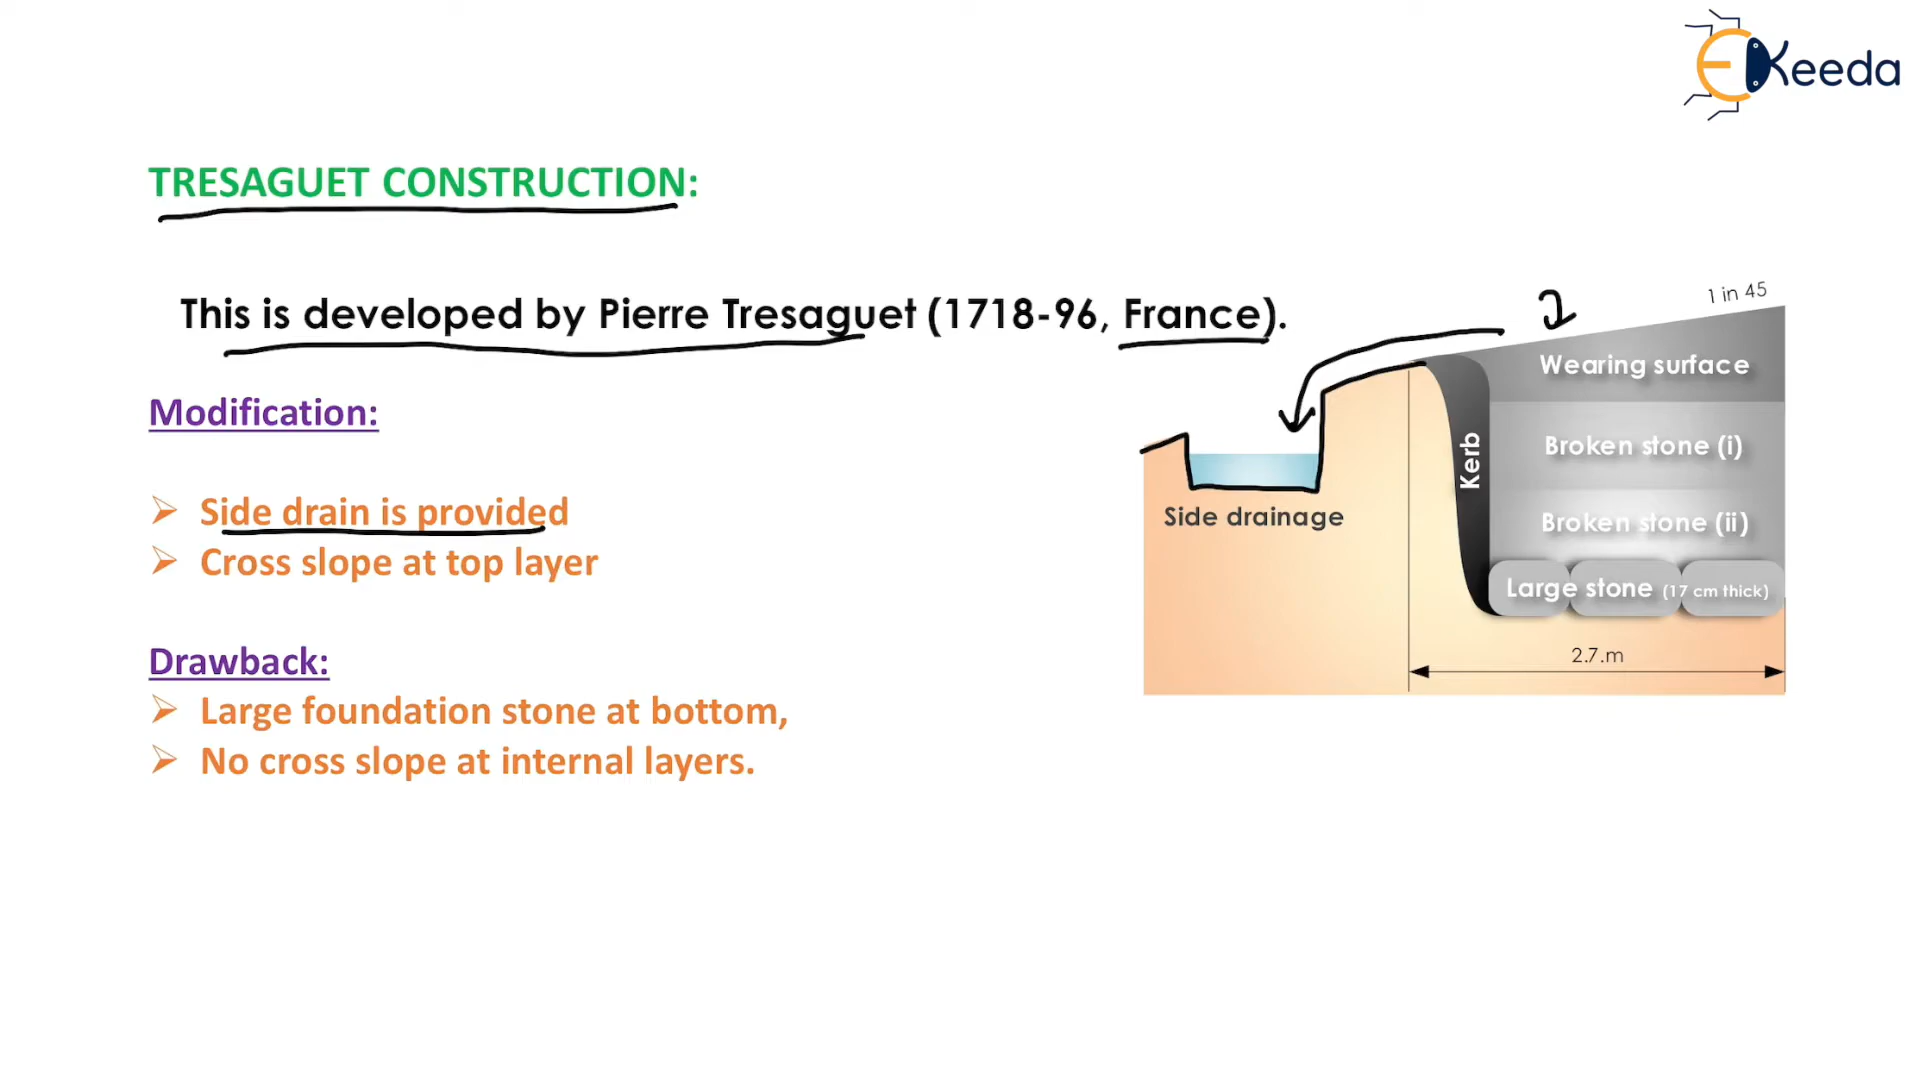 EKeeda
TRESAGUET CONSTRUCTION:
This is developed by Pierre Tresaguet (1718-96, France).
Modification:
Side drain is provided
Cross slope at top layer
Drawback:
Large foundation stone at bottom,
No cross slope at internal layers.
1 in 45
Wearing surface
Broken stone (i)
Kerb
Broken stone (ii)
Side drainage
Large stone (17 cm thick)
2.7.m